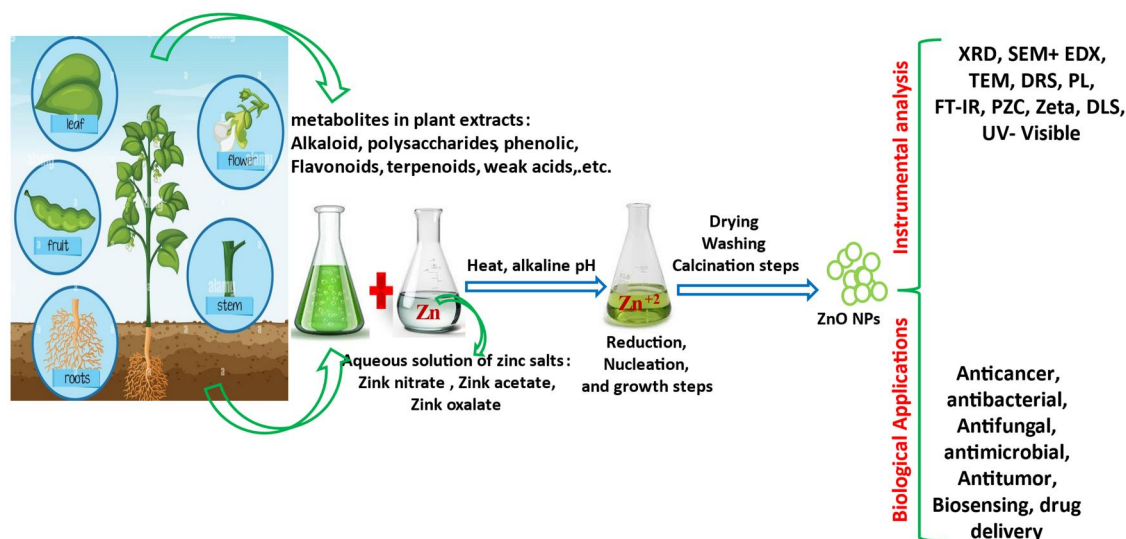 leaf
flower
fruit
stem
roots
metabolites in plant extracts:
Alkaloid, polysaccharides, phenolic,
Flavonoids, terpenoids, weak acids,.etc.
Zn
Aqueous solution of zinc salts:
Zink nitrate , Zink acetate,
Zink oxalate
Heat, alkaline pH
Zn+2
Reduction,
Nucleation,
and growth steps
Drying
Washing
Calcination steps
ZnO NPs
Instrumental analysis
XRD, SEM+ EDX,
TEM, DRS, PL,
FT-IR, PZC, Zeta, DLS,
UV- Visible
Biological Applications
Anticancer,
antibacterial,
Antifungal,
antimicrobial,
Antitumor,
Biosensing, drug
delivery